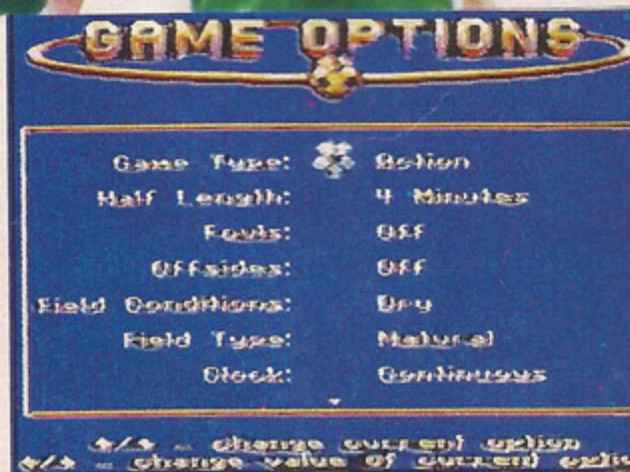 GAME OPTIONS
Game Type: Action
Half Length: 4 Minutes
Fouls: Off
Offsides: Off
Field Conditions: Dry
Field Type: Natural
Clock: Continuous
- change current option
- change value of current